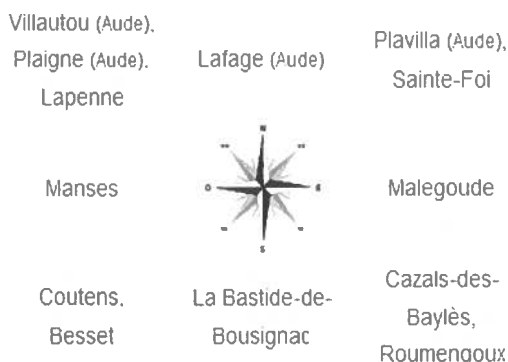 Villautou (Aude),
Plaigne (Aude),
Lapenne
Lafage (Aude)
Plavilla (Aude),
Sainte-Foi
N
Manses
O
E
Malegoude
S
Coutens,
Besset
La Bastide-de-
Bousignac
Cazals-des-
Baylès,
Roumengoux